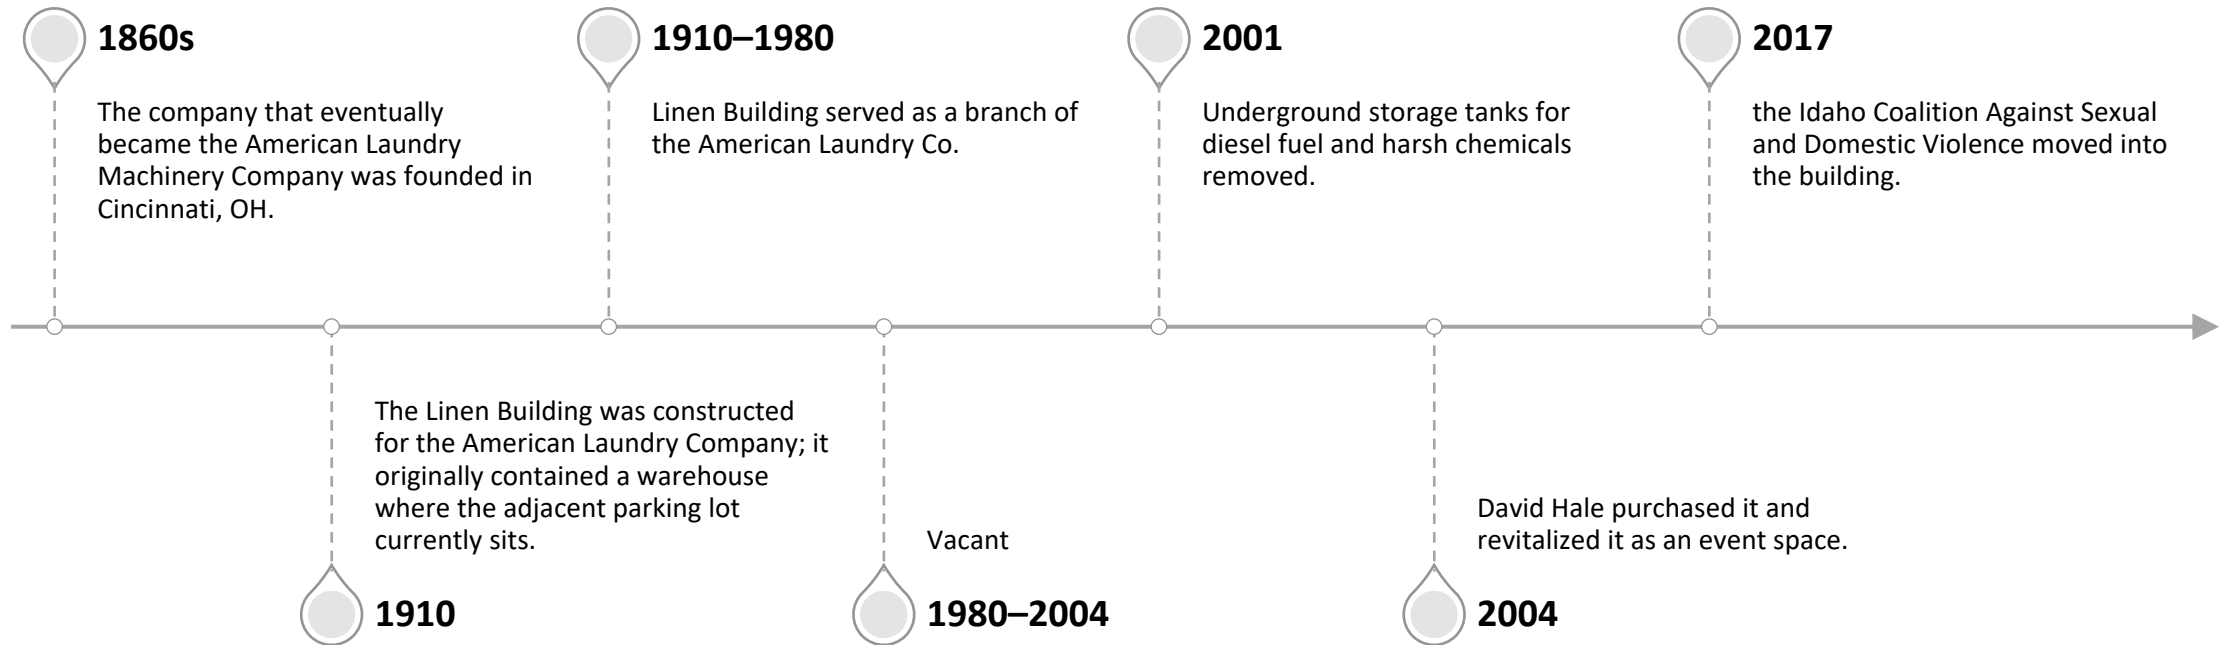 1860s
The company that eventually
became the American Laundry
Machinery Company was founded in
Cincinnati, OH.
1910
The Linen Building was constructed
for the American Laundry Company; it
originally contained a warehouse
where the adjacent parking lot
currently sits.
1910–1980
Linen Building served as a branch of
the American Laundry Co.
1980–2004
Vacant
2001
Underground storage tanks for
diesel fuel and harsh chemicals
removed.
2004
David Hale purchased it and
revitalized it as an event space.
2017
the Idaho Coalition Against Sexual
and Domestic Violence moved into
the building.